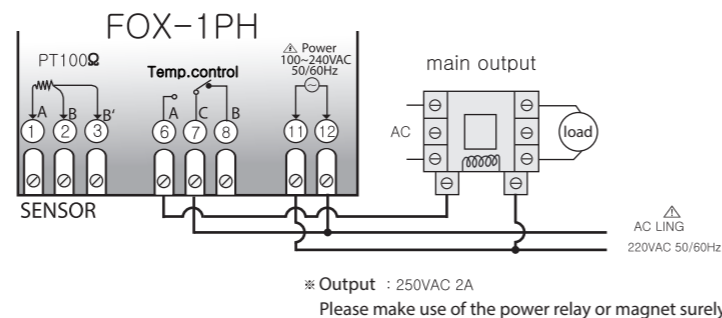 FOX-1PH
PT100Ω
A B B'
1 2 3
SENSOR
Temp.control
A C B
6 7 8
⚠ Power
100~240VAC
50/60Hz
11 12
main output
AC
load
⚠
AC LING
220VAC 50/60Hz
※ Output : 250VAC 2A
Please make use of the power relay or magnet surely